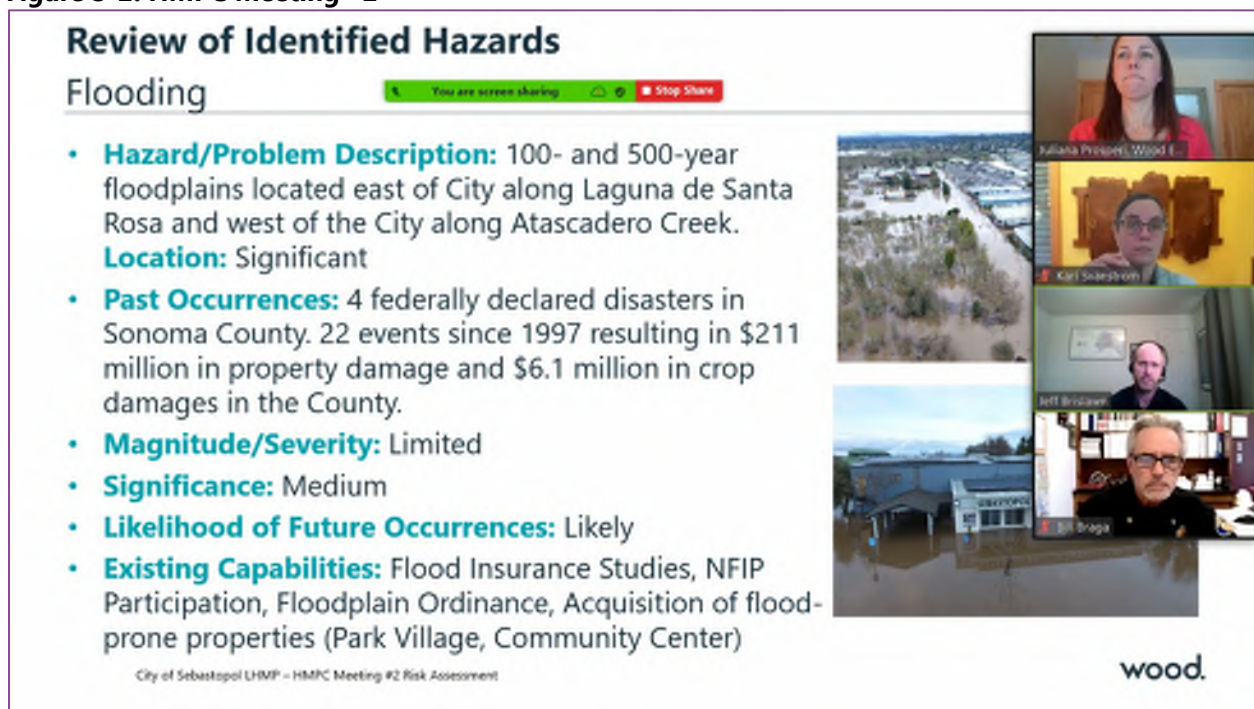 Review of Identified Hazards
Flooding
You are screen sharing
Stop Share
• Hazard/Problem Description: 100- and 500-year
floodplains located east of City along Laguna de Santa
Rosa and west of the City along Atascadero Creek.
Location: Significant
• Past Occurrences: 4 federally declared disasters in
Sonoma County. 22 events since 1997 resulting in $211
million in property damage and $6.1 million in crop
damages in the County.
• Magnitude/Severity: Limited
• Significance: Medium
• Likelihood of Future Occurrences: Likely
• Existing Capabilities: Flood Insurance Studies, NFIP
Participation, Floodplain Ordinance, Acquisition of flood-
prone properties (Park Village, Community Center)
City of Sebastopol LHMP – HMPC Meeting #2 Risk Assessment
wood.
Juliana Prosperi, Wood E...
Kari Svanstrom
Jeff Brislawn
Bill Braga